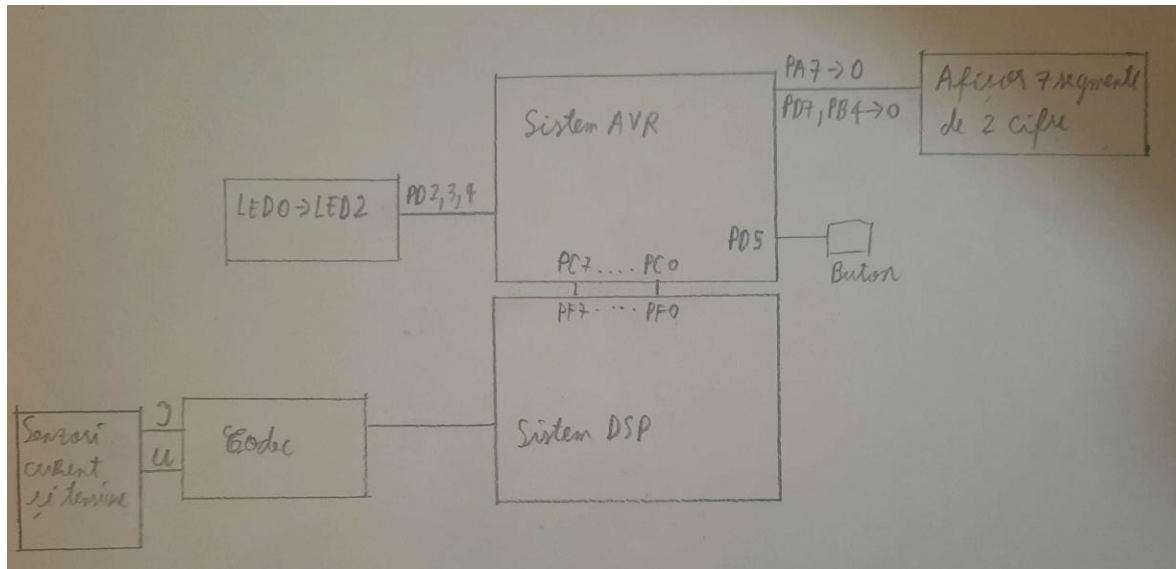 Sistem AVR
PA7→0
PD7, PB4→0
Afisor 7 segmente
de 2 cifre
LED0→LED2
PD2,3,4
PD5
Buton
PC7....PC0
PF7....PF0
Sistem DSP
Senzori
curent
și tensiune
J
U
Codec